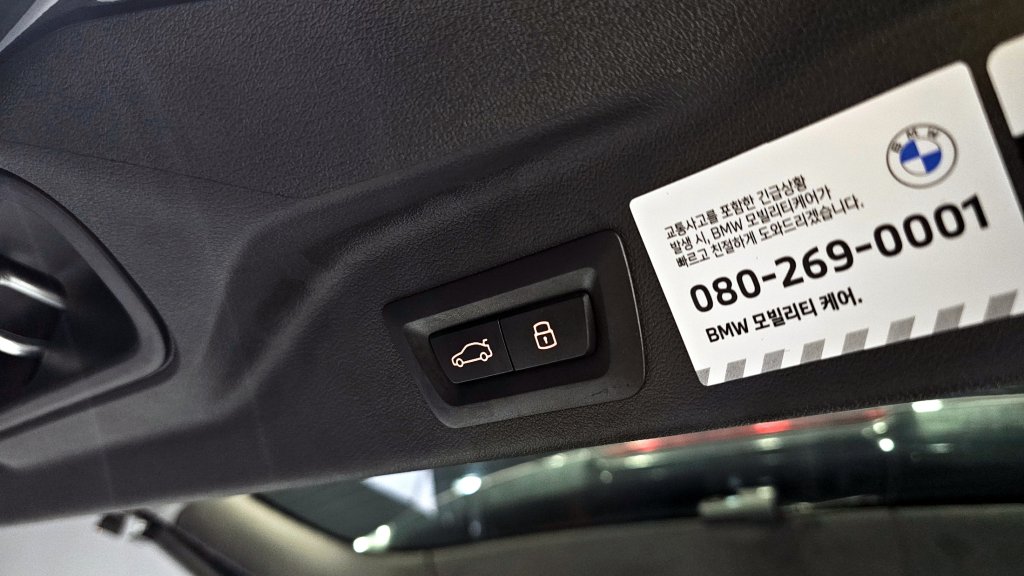 BMW
교통사고를 포함한 긴급상황
발생 시, BMW 모빌리티케어가
빠르고 친절하게 도와드리겠습니다.
080-269-0001
BMW 모빌리티 케어.